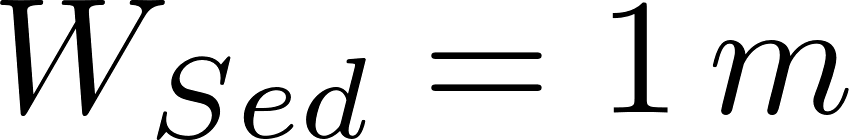 W_{Sed} = 1 m